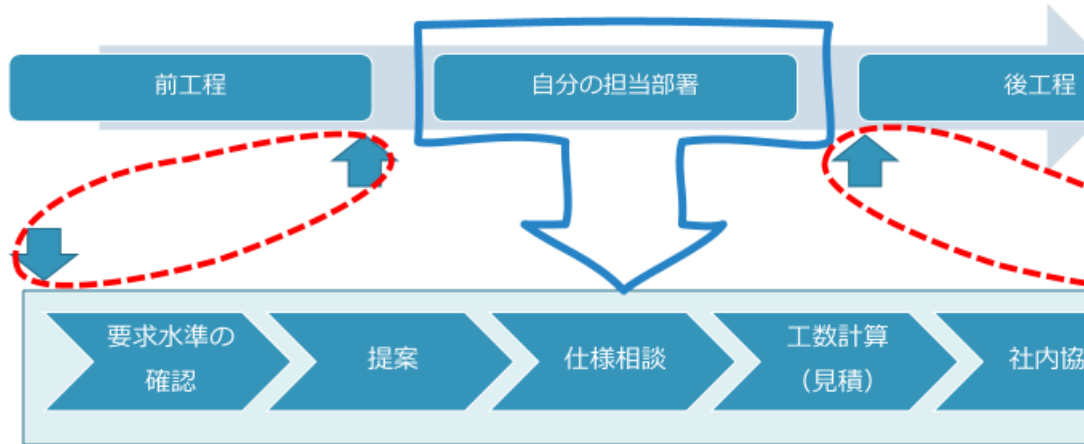 前工程
自分の担当部署
後工程
要求水準の
確認
提案
仕様相談
工数計算
（見積）
社内協